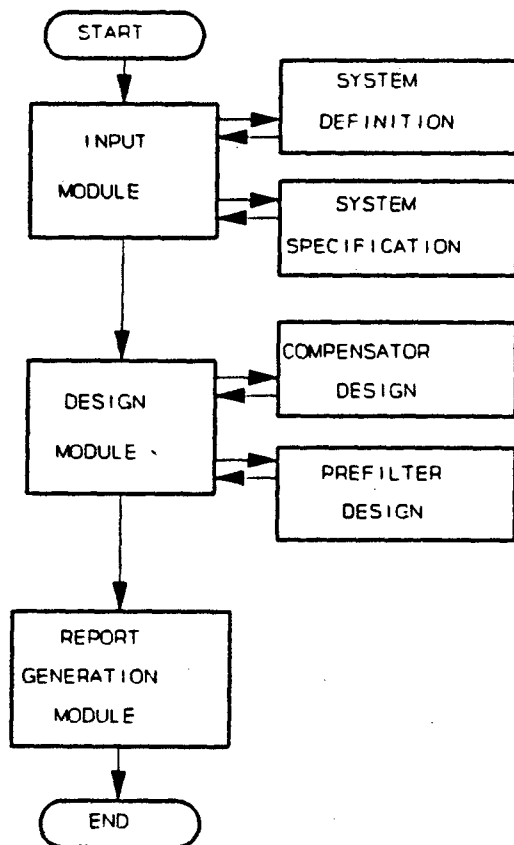 START
INPUT
MODULE
SYSTEM
DEFINITION
SYSTEM
SPECIFICATION
DESIGN
MODULE
COMPENSATOR
DESIGN
PREFILTER
DESIGN
REPORT
GENERATION
MODULE
END